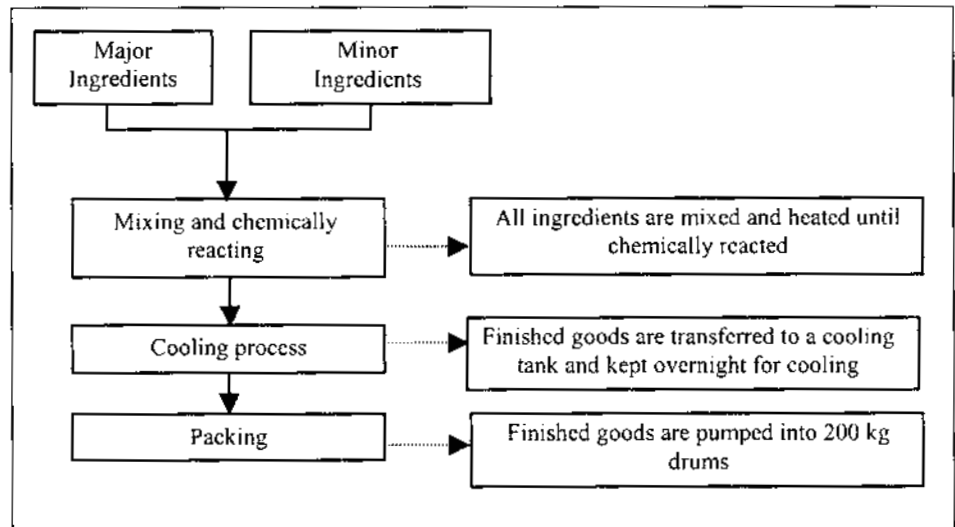 Major
Ingredients
Minor
Ingredients
Mixing and chemically
reacting
All ingredients are mixed and heated until
chemically reacted
Cooling process
Finished goods are transferred to a cooling
tank and kept overnight for cooling
Packing
Finished goods are pumped into 200 kg
drums